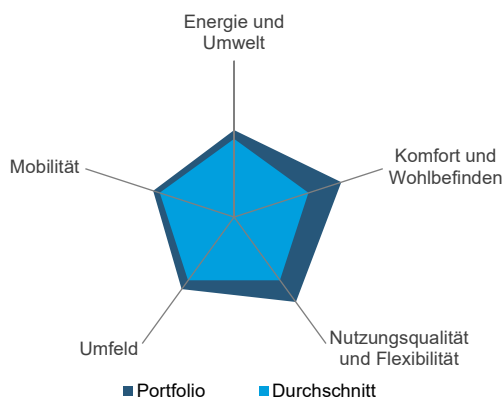 Energie und
Umwelt
Komfort und
Wohlbefinden
Mobilität
Umfeld
Nutzungsqualität
und Flexibilität
Portfolio
Durchschnitt